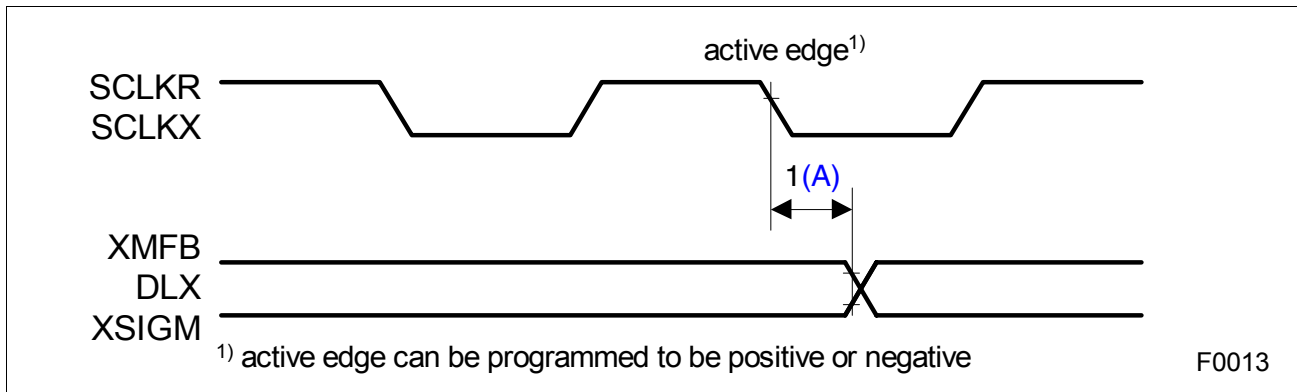 active edge1)
SCLKR
SCLKX
1(A)
XMFB
DLX
XSIGM
1) active edge can be programmed to be positive or negative
F0013